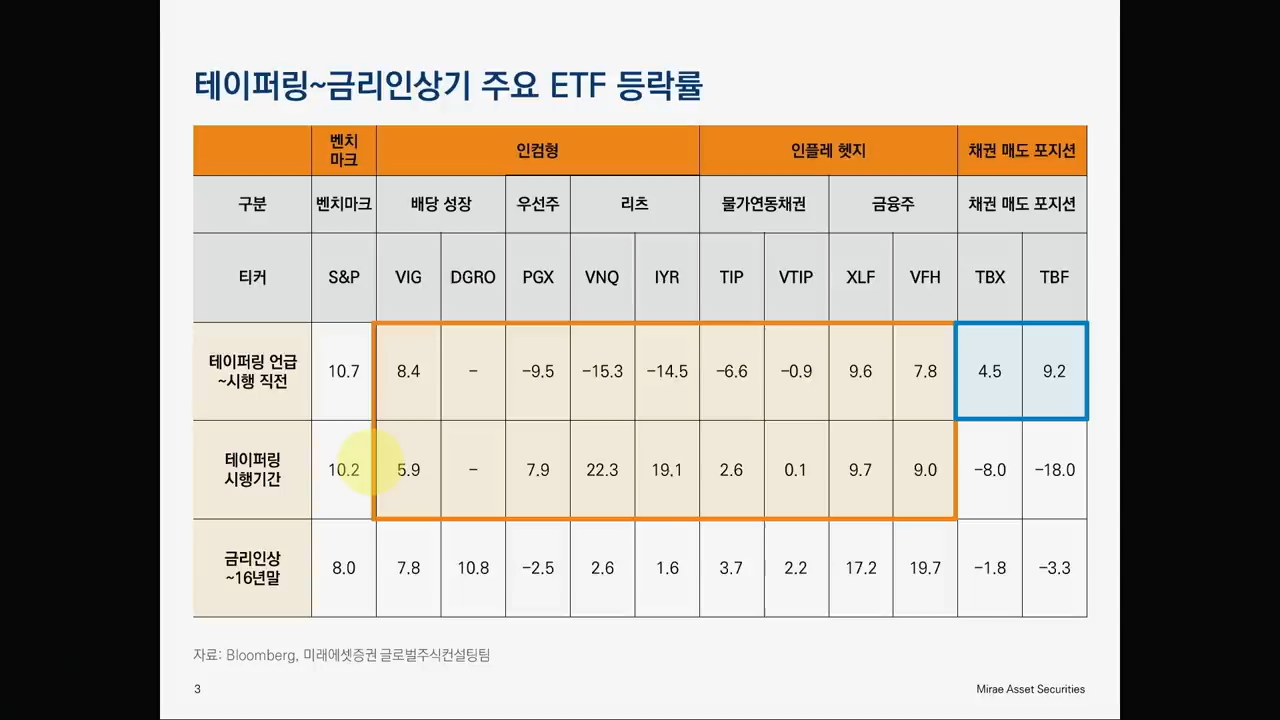 테이퍼링~금리인상기 주요 ETF 등락률
벤치
마크
인컴형 인플레 헷지 채권 매도 포지션
구분 벤치마크 배당 성장 우선주 리츠 물가연동채권 금융주 채권 매도 포지션
티커 S&P VIG DGRO PGX VNQ IYR TIP VTIP XLF VFH TBX TBF
테이퍼링 언급
~시행 직전
10.7 8.4 – −9.5 −15.3 −14.5 −6.6 −0.9 9.6 7.8 4.5 9.2
테이퍼링
시행기간
10.2 5.9 – 7.9 22.3 19.1 2.6 0.1 9.7 9.0 −8.0 −18.0
금리인상
~16년말
8.0 7.8 10.8 −2.5 2.6 1.6 3.7 2.2 17.2 19.7 −1.8 −3.3
자료: Bloomberg, 미래에셋증권 글로벌주식컨설팅팀
3 Mirae Asset Securities